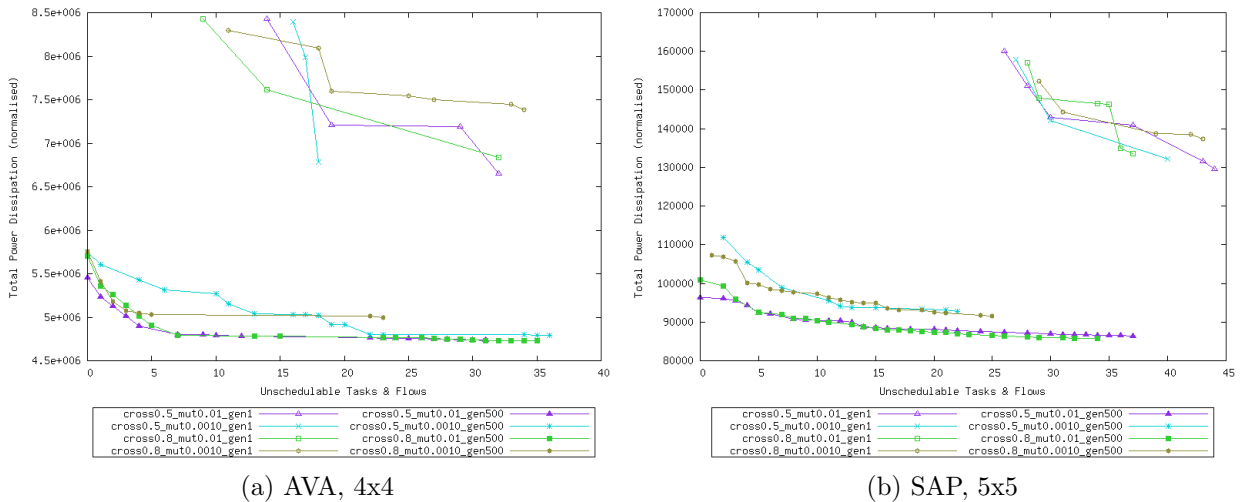 8.5e+006
8e+006
7.5e+006
7e+006
6.5e+006
6e+006
5.5e+006
5e+006
4.5e+006
Total Power Dissipation (normalised)
0 5 10 15 20 25 30 35 40
Unschedulable Tasks & Flows
cross0.5_mut0.01_gen1 cross0.5_mut0.01_gen500
cross0.5_mut0.0010_gen1 cross0.5_mut0.0010_gen500
cross0.8_mut0.01_gen1 cross0.8_mut0.01_gen500
cross0.8_mut0.0010_gen1 cross0.8_mut0.0010_gen500
(a) AVA, 4x4
170000
160000
150000
140000
130000
120000
110000
100000
90000
80000
Total Power Dissipation (normalised)
0 5 10 15 20 25 30 35 40 45
Unschedulable Tasks & Flows
cross0.5_mut0.01_gen1 cross0.5_mut0.01_gen500
cross0.5_mut0.0010_gen1 cross0.5_mut0.0010_gen500
cross0.8_mut0.01_gen1 cross0.8_mut0.01_gen500
cross0.8_mut0.0010_gen1 cross0.8_mut0.0010_gen500
(b) SAP, 5x5